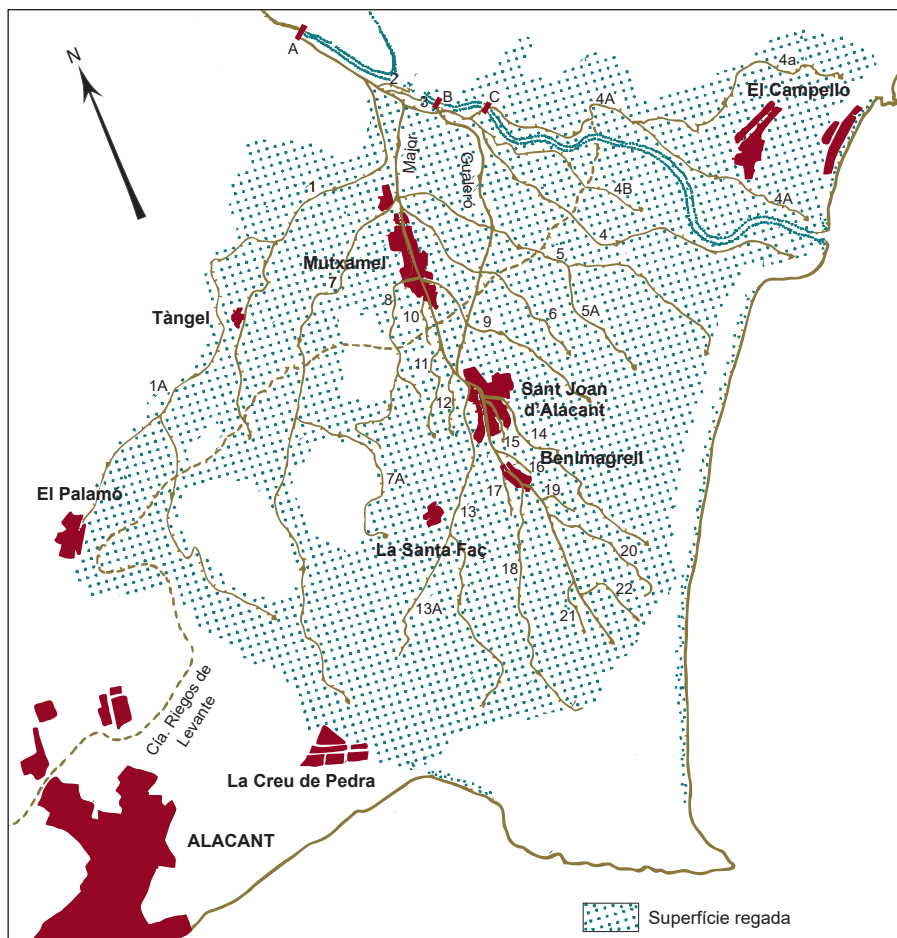 N
A
2
3
B
C
4A
4a
El Campello
Major
Gualero
1
4B
4A
4
5
Mutxamel
7
8
10
9
6
5A
Tàngel
11
12
1A
Sant Joan
d'Alacant
15
14
Benimagrell
16
17
19
7A
El Palamó
13
La Santa Faç
18
20
22
21
13A
Cía. Riegos de
Levante
La Creu de Pedra
ALACANT
Superfície regada